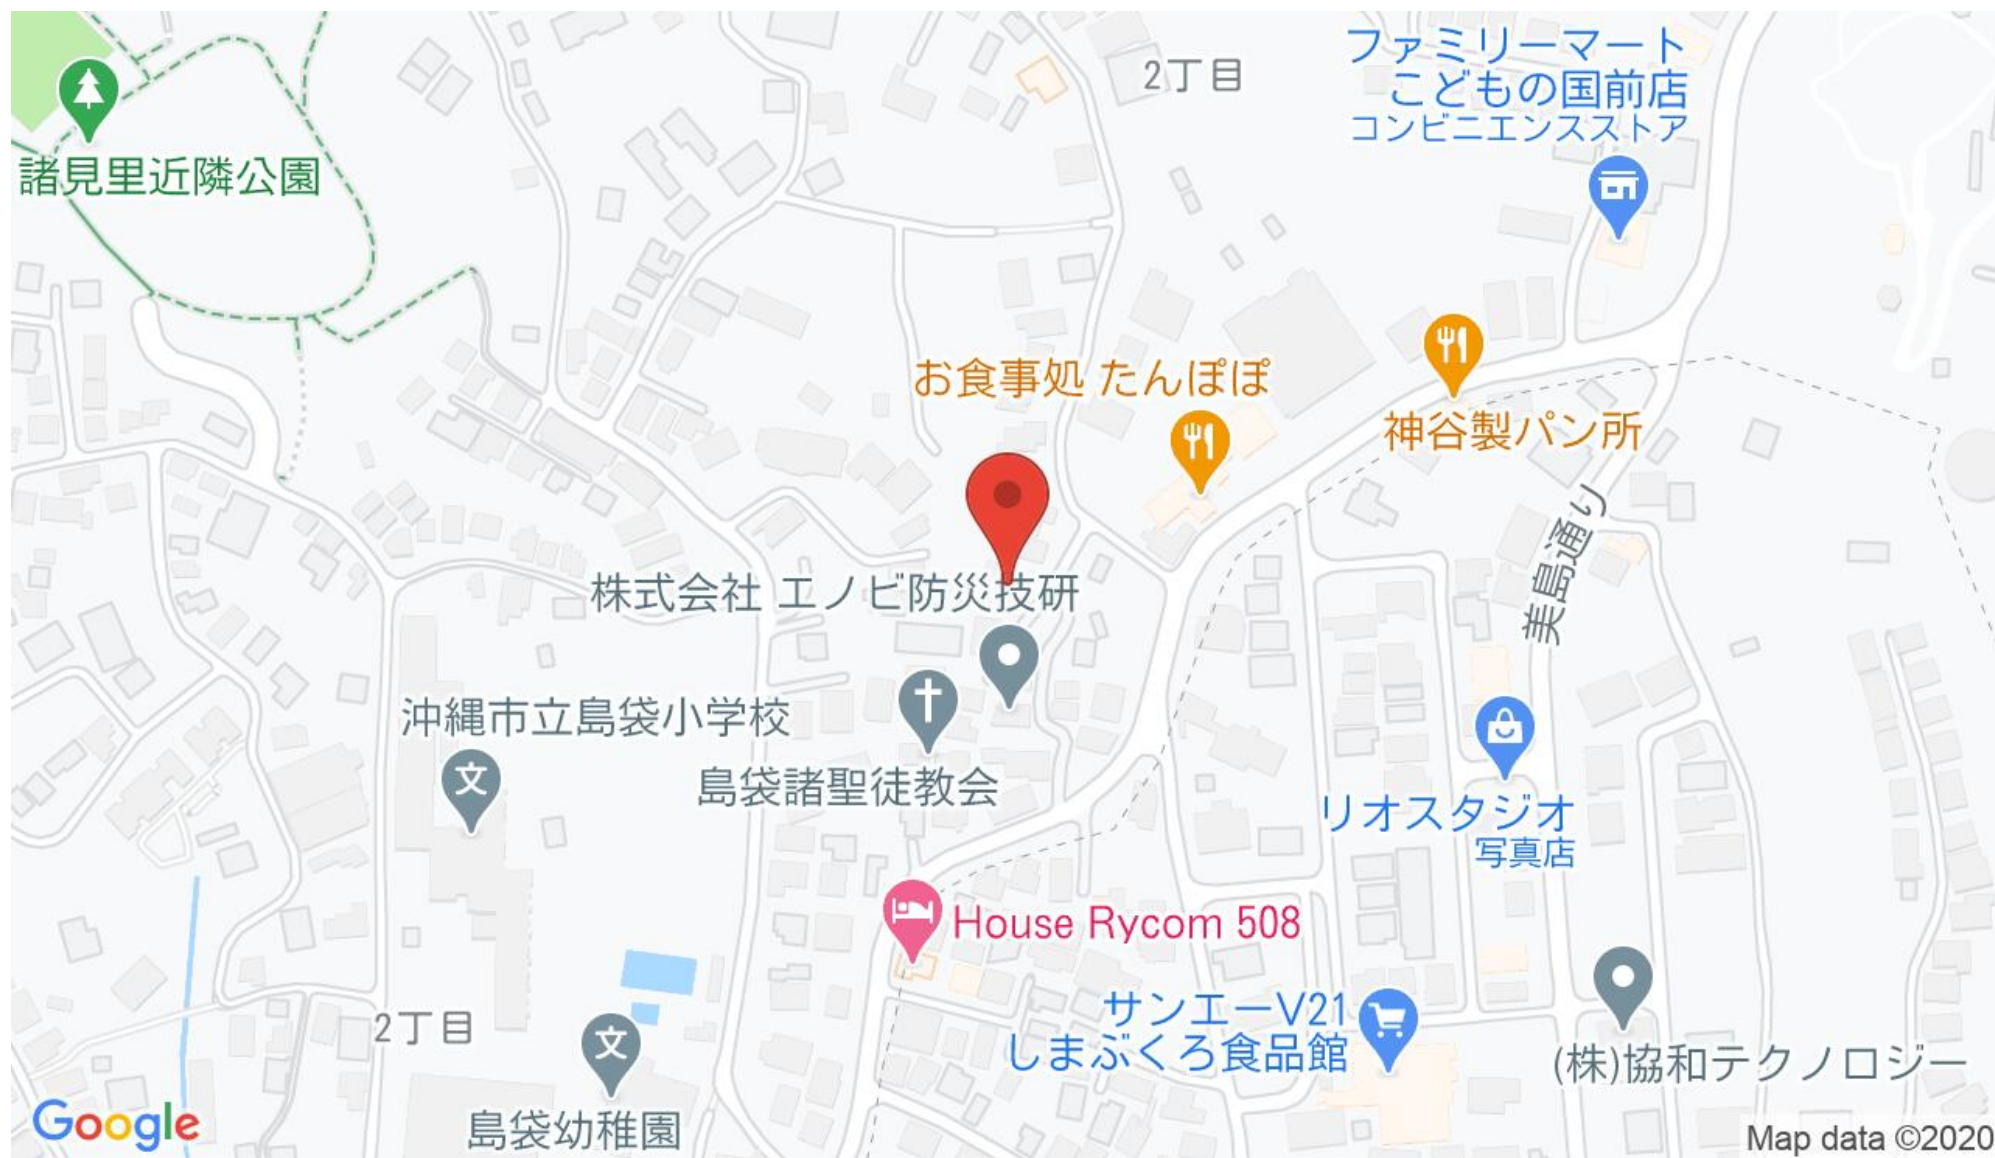 2丁目
ファミリーマート
こどもの国前店
コンビニエンスストア
諸見里近隣公園
お食事処 たんぽぽ
神谷製パン所
美島通り
株式会社 エノビ防災技研
沖縄市立島袋小学校
文
島袋諸聖徒教会
リオスタジオ
写真店
House Rycom 508
サンエーV21
しまぶくろ食品館
2丁目
文
島袋幼稚園
(株)協和テクノロジー
Google
Map data ©2020